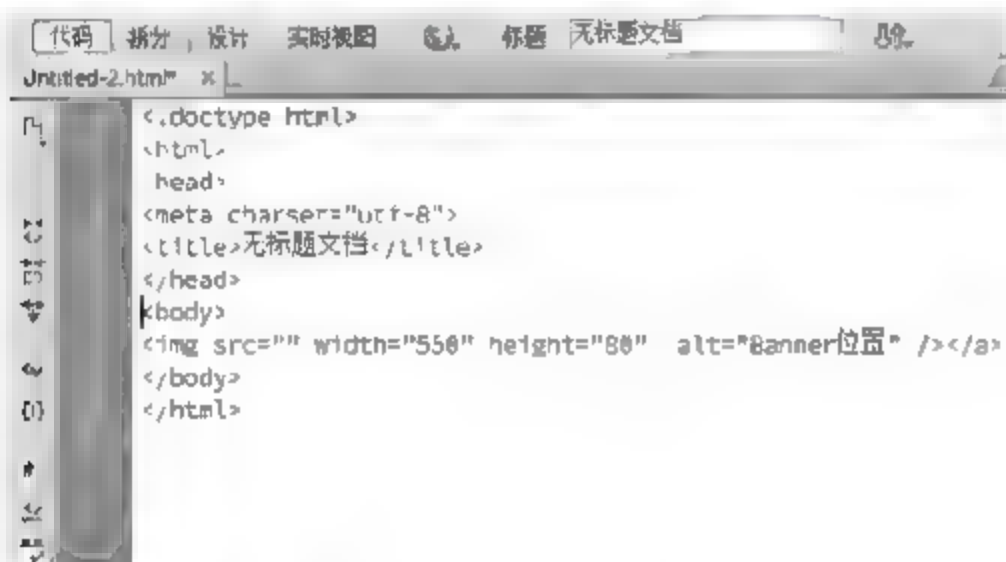 代码 拆分 设计 实时视图 标题 无标题文档
Untitled-2.html* ×
<!doctype html>
<html>
<head>
<meta charset="utf-8">
<title>无标题文档</title>
</head>
<body>
<img src="" width="550" height="80" alt="Banner位置" /></a>
</body>
</html>